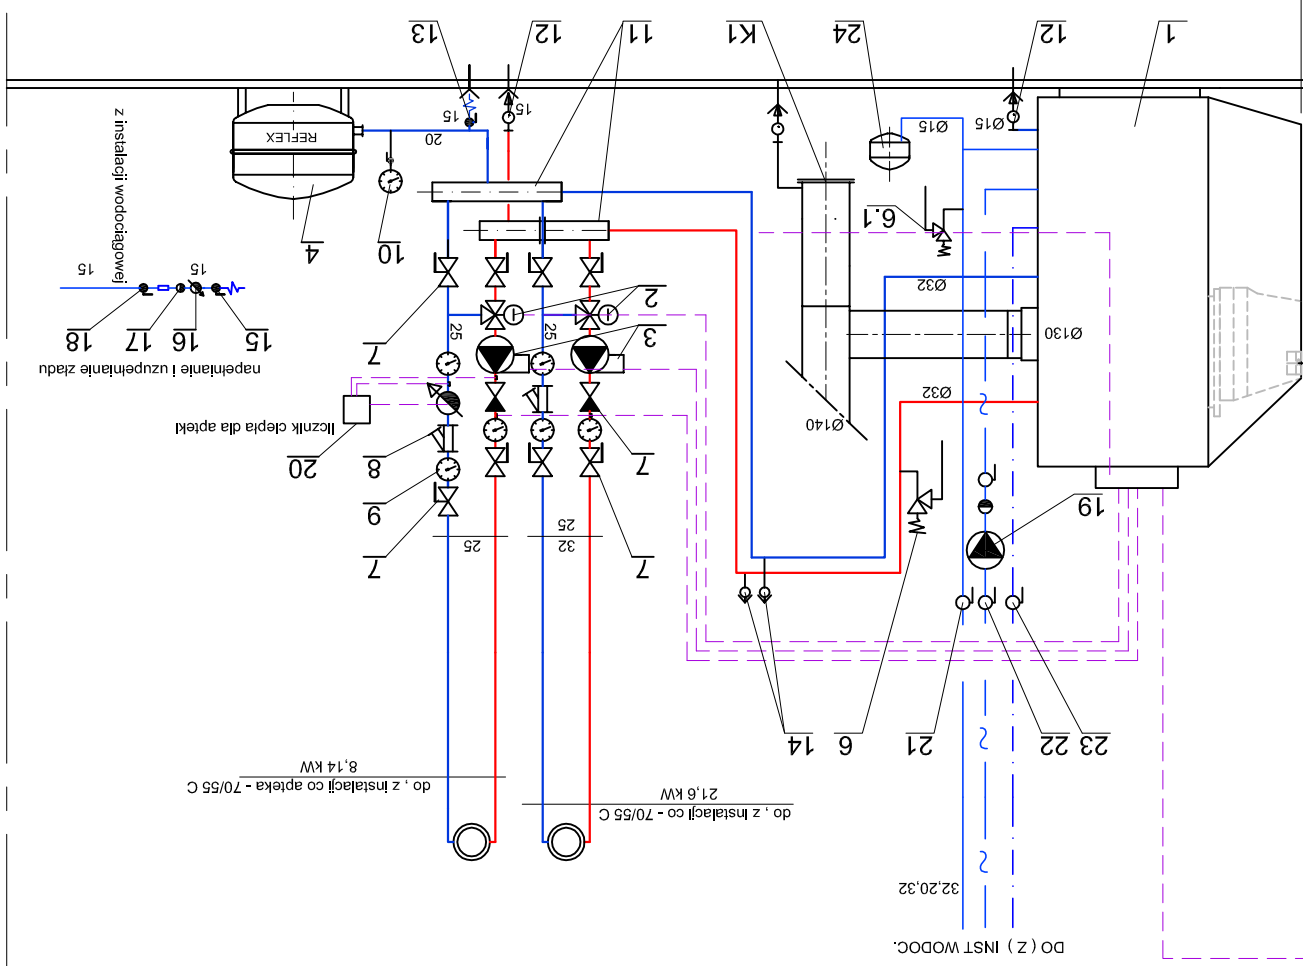 DO ( Z ) INST WODOC.
32,20,32
do , z instalacji co - 70/55 C
21,6 kW
do , z instalacji co apteka - 70/55 C
8,14 kW
23
22
21
6
14
7
32
25
25
7
19
9
8
20
7
licznik ciepła dla apteki
Ø140
Ø32
napełnianie i uzupełnianie zładu
3
7
15
16
17
18
Ø130
25
25
2
Ø32
15
15
z instalacji wodociągowej
6.1
10
4
Ø15
Ø15
20
REFLEX
15
15
1
12
24
K1
11
12
13